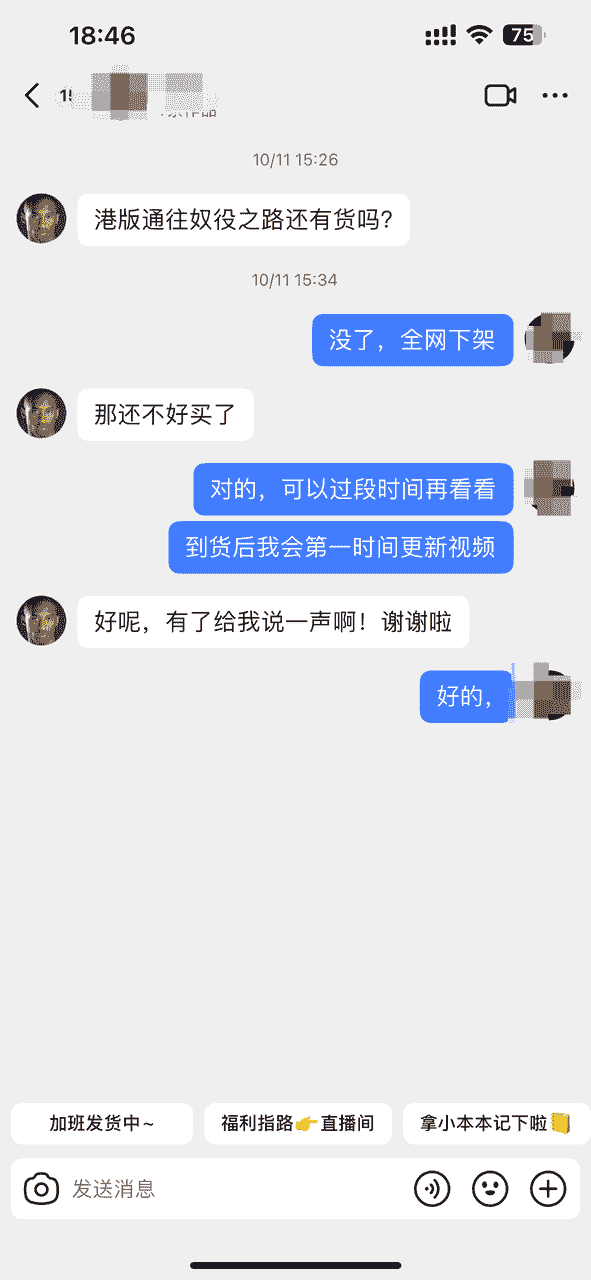 18:46
75
10/11 15:26
港版通往奴役之路还有货吗?
10/11 15:34
没了，全网下架
那还不好买了
对的，可以过段时间再看看
到货后我会第一时间更新视频
好呢，有了给我说一声啊！谢谢啦
好的，
加班发货中~
福利指路👉直播间
拿小本本记下啦📒
发送消息